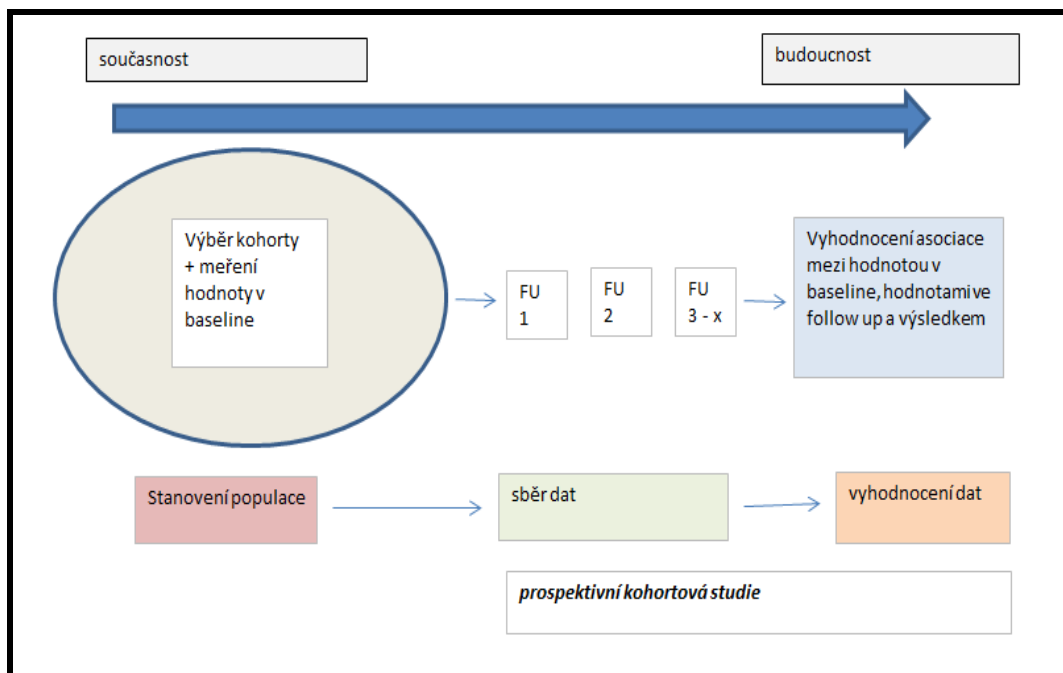 současnost
budoucnost
Výběr kohorty
+ meření
hodnoty v
baseline
FU
1
FU
2
FU
3 - x
Vyhodnocení asociace
mezi hodnotou v
baseline, hodnotami ve
follow up a výsledkem
Stanovení populace
sběr dat
vyhodnocení dat
prospektivní kohortová studie